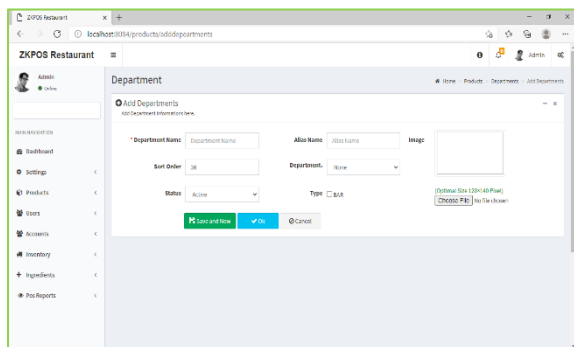 ZKPOS Restaurant
localhost:8084/products/adddepartments
ZKPOS Restaurant
0
Admin
Admin
Online
Department
Home
Products
Departments
Add Departments
Add Departments
Add Department Informations here.
* Department Name
Department Name
Alias Name
Alias Name
Image
MAIN NAVIGATION
Dashboard
Settings
Products
Users
Accounts
Inventory
Ingredients
Pos Reports
Sort Order
38
Department.
None
Status
Active
Type
BAR
(Optimal Size 120×140 Pixel)
Choose File No file chosen
Save and New
Ok
Cancel